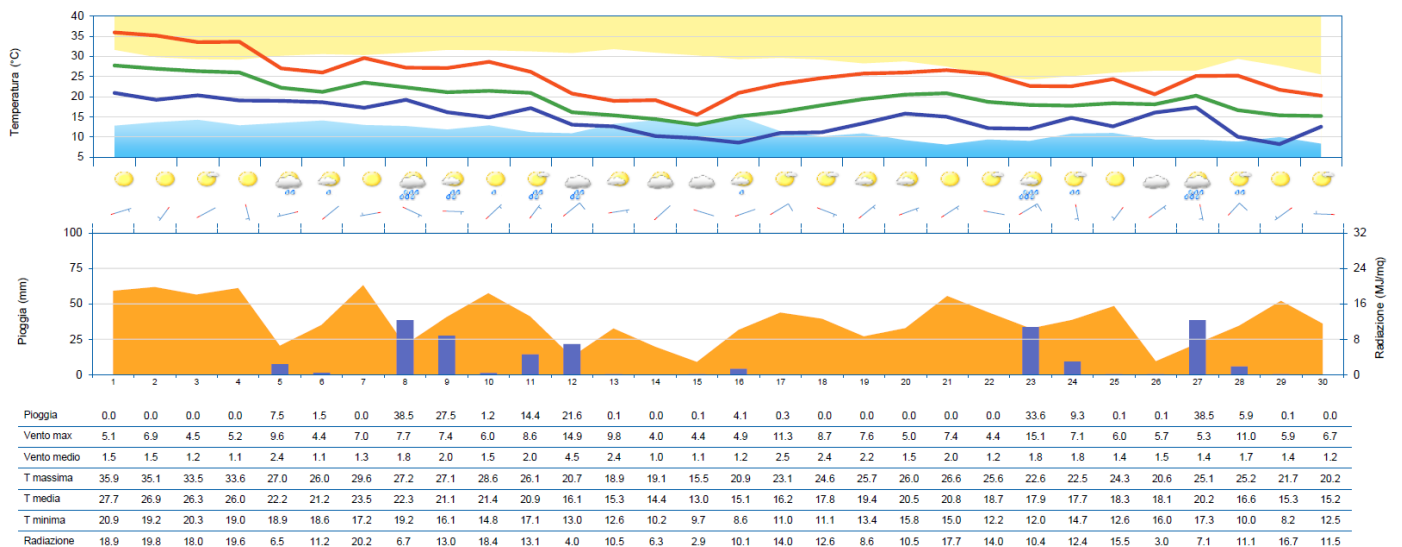 40
35
30
25
20
15
10
5
Temperatura (°C)
100 32
75 24
50 16
25 8
0 0
Pioggia (mm)
Radiazione (MJ/mq)
1 2 3 4 5 6 7 8 9 10 11 12 13 14 15 16 17 18 19 20 21 22 23 24 25 26 27 28 29 30
Pioggia 0.0 0.0 0.0 0.0 7.5 1.5 0.0 38.5 27.5 1.2 14.4 21.6 0.1 0.0 0.1 4.1 0.3 0.0 0.0 0.0 0.0 0.0 33.6 9.3 0.1 0.1 38.5 5.9 0.1 0.0
Vento max 5.1 6.9 4.5 5.2 9.6 4.4 7.0 7.7 7.4 6.0 8.6 14.9 9.8 4.0 4.4 4.9 11.3 8.7 7.6 5.0 7.4 4.4 15.1 7.1 6.0 5.7 5.3 11.0 5.9 6.7
Vento medio 1.5 1.5 1.2 1.1 2.4 1.1 1.3 1.8 2.0 1.5 2.0 4.5 2.4 1.0 1.1 1.2 2.5 2.4 2.2 1.5 2.0 1.2 1.8 1.8 1.4 1.5 1.4 1.7 1.4 1.2
T massima 35.9 35.1 33.5 33.6 27.0 26.0 29.6 27.2 27.1 28.6 26.1 20.7 18.9 19.1 15.5 20.9 23.1 24.6 25.7 26.0 26.6 25.6 22.6 22.5 24.3 20.6 25.1 25.2 21.7 20.2
T media 27.7 26.9 26.3 26.0 22.2 21.2 23.5 22.3 21.1 21.4 20.9 16.1 15.3 14.4 13.0 15.1 16.2 17.8 19.4 20.5 20.8 18.7 17.9 17.7 18.3 18.1 20.2 16.6 15.3 15.2
T minima 20.9 19.2 20.3 19.0 18.9 18.6 17.2 19.2 16.1 14.8 17.1 13.0 12.6 10.2 9.7 8.6 11.0 11.1 13.4 15.8 15.0 12.2 12.0 14.7 12.6 16.0 17.3 10.0 8.2 12.5
Radiazione 18.9 19.8 18.0 19.6 6.5 11.2 20.2 6.7 13.0 18.4 13.1 4.0 10.5 6.3 2.9 10.1 14.0 12.6 8.6 10.5 17.7 14.0 10.4 12.4 15.5 3.0 7.1 11.1 16.7 11.5